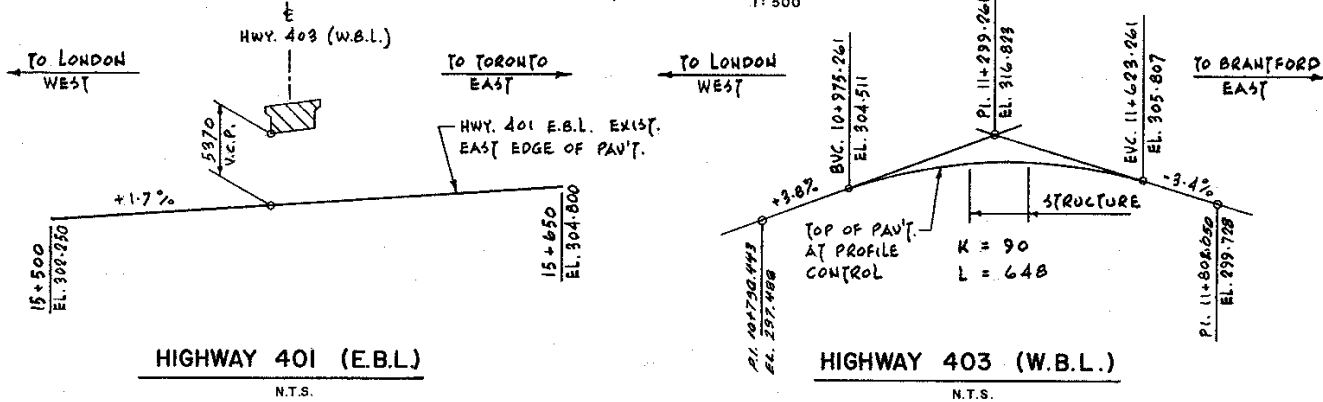 1:500
℄
HWY. 403 (W.B.L.)
TO LONDON
WEST
TO TORONTO
EAST
5370
V.C.P.
HWY. 401 E.B.L. EXIST.
EAST EDGE OF PAV'T.
+1.7%
15+500
EL. 302.250
15+650
EL. 304.800
HIGHWAY 401 (E.B.L.)
N.T.S.
TO LONDON
WEST
TO BRANTFORD
EAST
BVC. 10+975.261
EL. 304.511
P.I. 11+299.261
EL. 316.823
EVC. 11+623.261
EL. 305.807
+3.8%
-3.4%
STRUCTURE
TOP OF PAV'T.
AT PROFILE
CONTROL
K = 90
L = 648
P.I. 10+790.443
EL. 297.488
P.I. 11+802.050
EL. 299.728
HIGHWAY 403 (W.B.L.)
N.T.S.